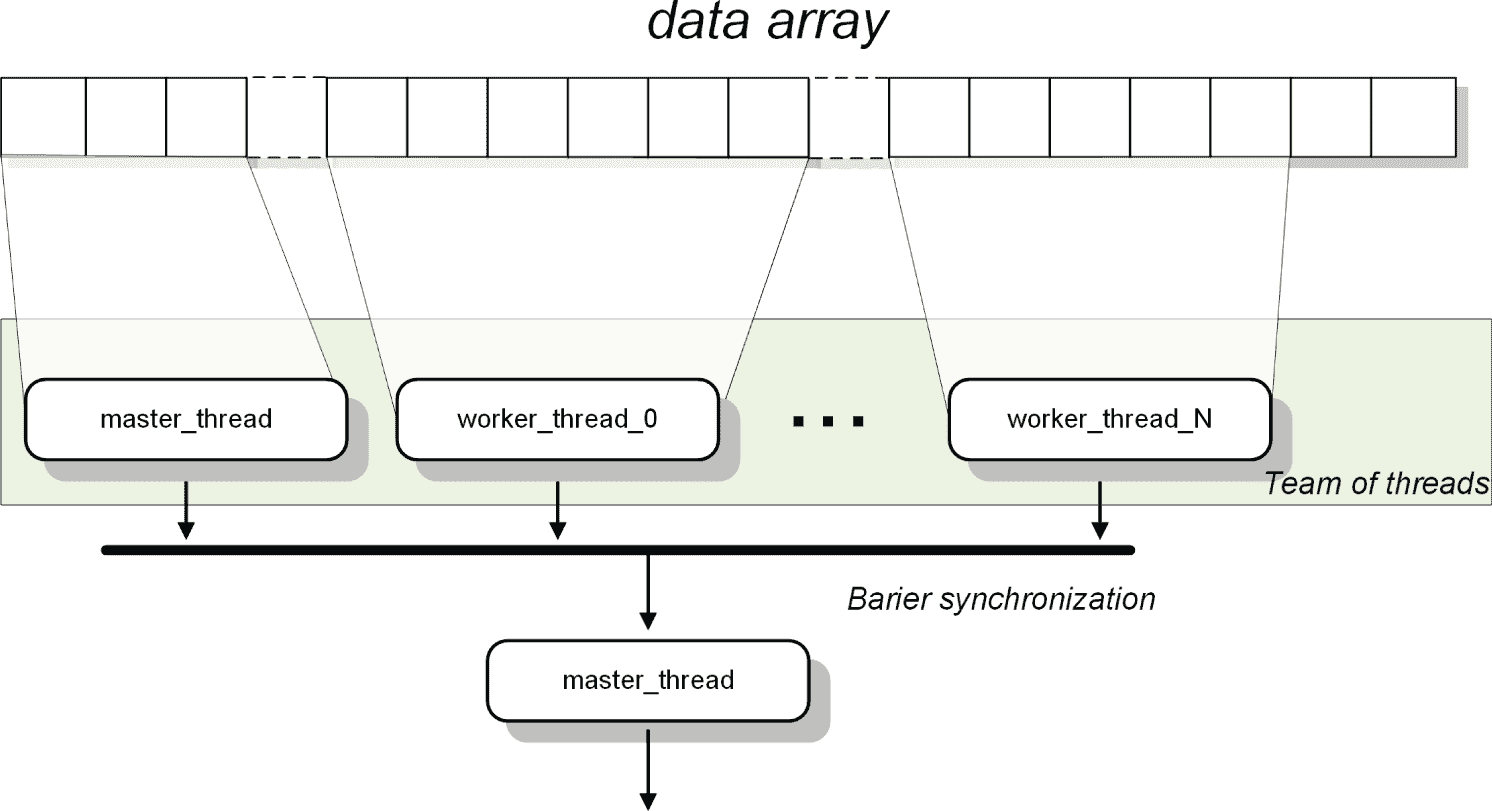 data array
master_thread
worker_thread_0
...
worker_thread_N
Team of threads
Barier synchronization
master_thread